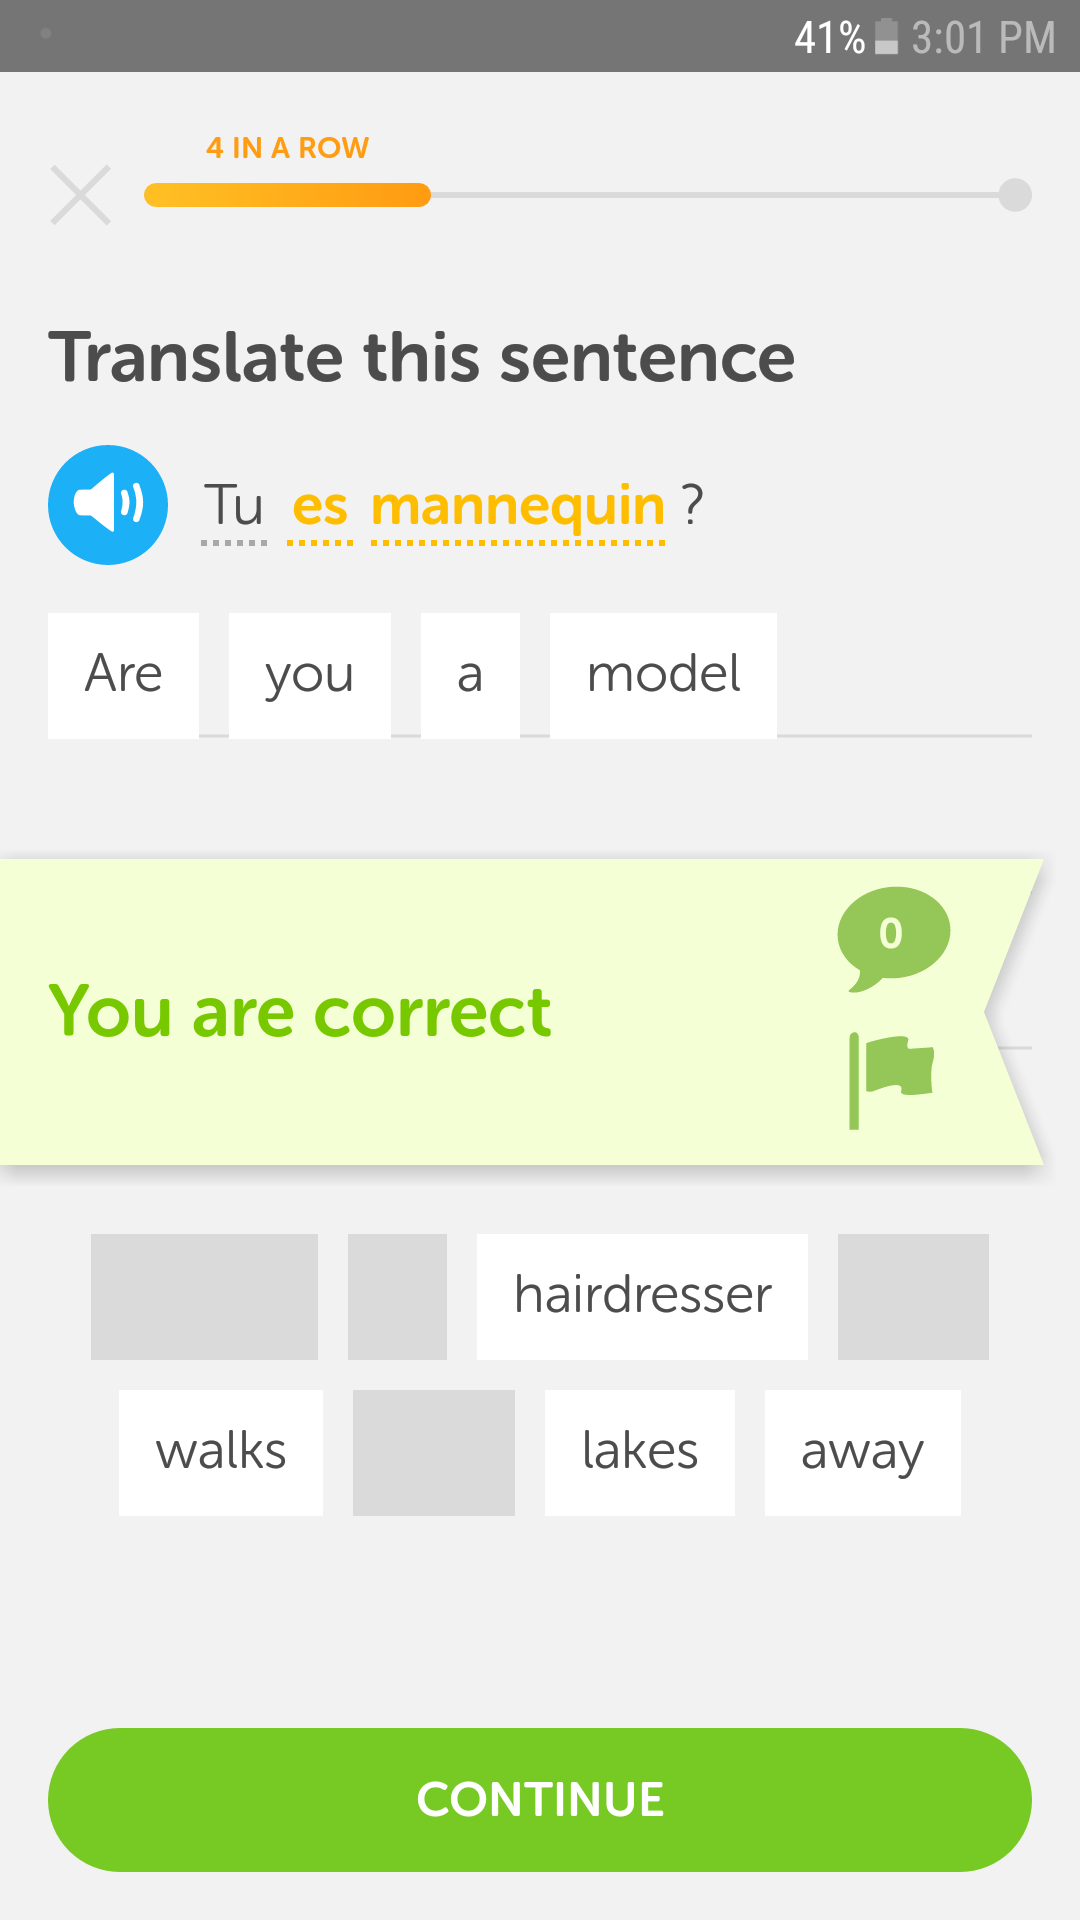 41% 3:01 PM
4 IN A ROW
Translate this sentence
Tu es mannequin ?
Are you a model
0
You are correct
hairdresser
walks lakes away
CONTINUE